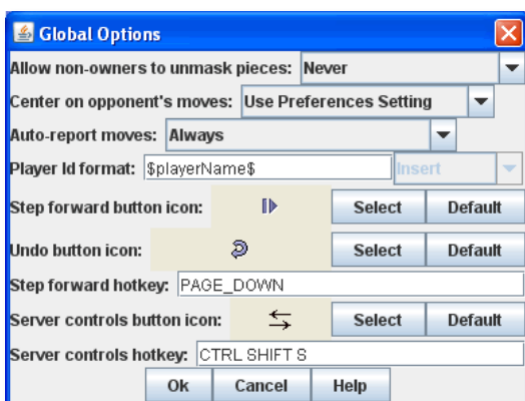 Global Options
Allow non-owners to unmask pieces: Never
Center on opponent's moves: Use Preferences Setting
Auto-report moves: Always
Player Id format: $playerName$ Insert
Step forward button icon: Select Default
Undo button icon: Select Default
Step forward hotkey: PAGE_DOWN
Server controls button icon: Select Default
Server controls hotkey: CTRL SHIFT S
Ok Cancel Help